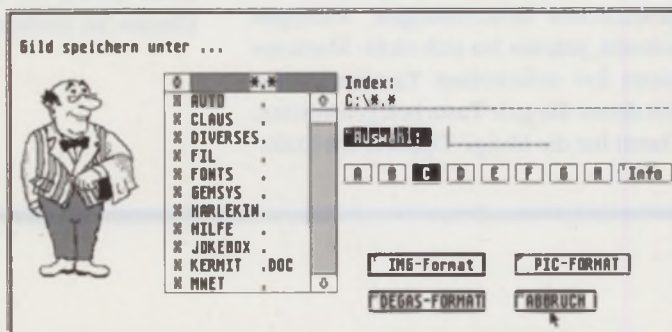 Bild speichern unter ...
*.*
AUTO .
CLAUS .
DIVERSES.
FIL .
FONTS .
GEMSYS .
HARLEKIN.
HILFE .
JOKEBOX .
KERMIT .DOC
MNET .
Index:
C:\*.*
Auswahl:
A B C D E F G H Info
IMG-Format PIC-FORMAT
DEGAS-FORMAT ABBRUCH